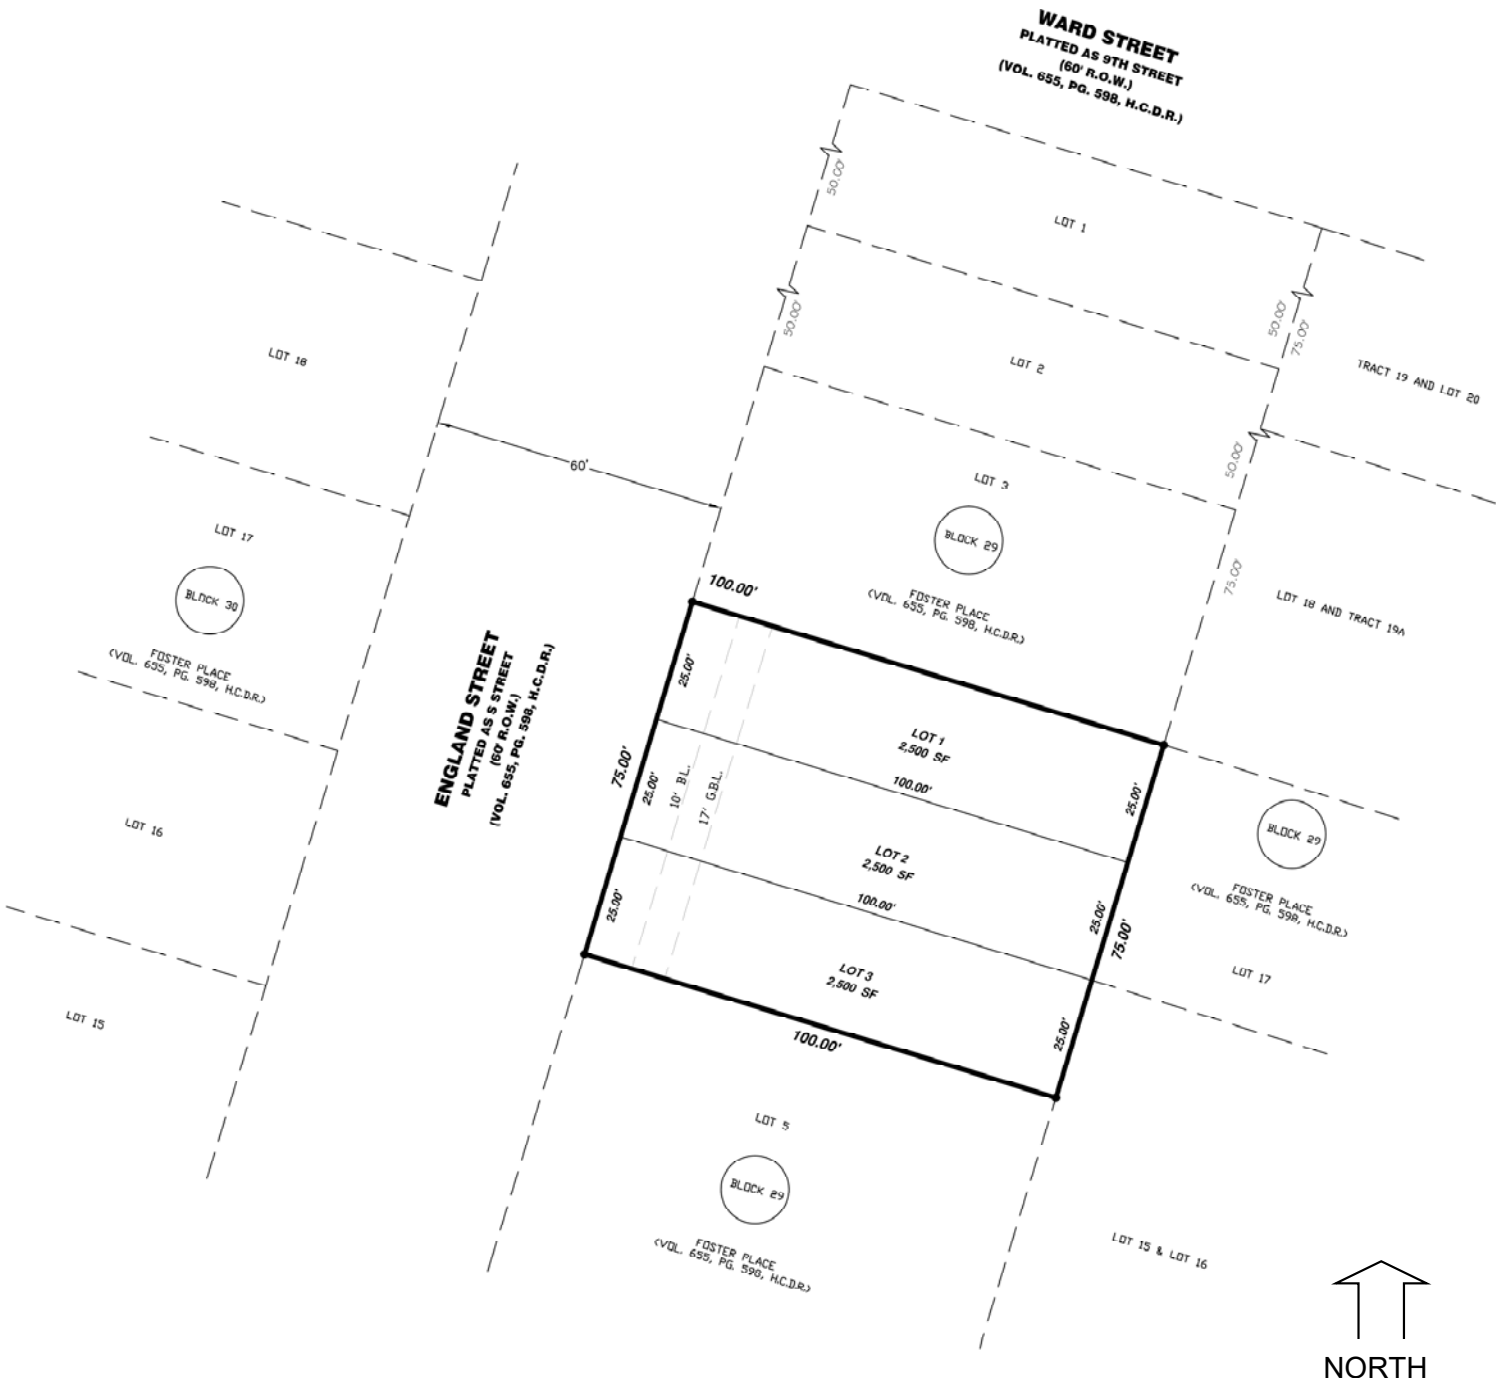 WARD STREET
PLATTED AS 9TH STREET
(60' R.O.W.)
(VOL. 655, PG. 598, H.C.D.R.)
50.00'
LOT 1
50.00'
50.00'
75.00'
LOT 2
TRACT 19 AND LOT 20
LOT 18
60'
50.00'
LOT 3
BLOCK 29
FOSTER PLACE
(VOL. 655, PG. 598, H.C.D.R.)
75.00'
LOT 18 AND TRACT 19A
LOT 17
BLOCK 30
FOSTER PLACE
(VOL. 655, PG. 598, H.C.D.R.)
ENGLAND STREET
PLATTED AS S STREET
(60' R.O.W.)
(VOL. 655, PG. 598, H.C.D.R.)
100.00'
25.00'
75.00'
25.00'
10' B.L.
17' G.B.L.
25.00'
LOT 1
2,500 SF
100.00'
25.00'
LOT 2
2,500 SF
100.00'
25.00'
75.00'
LOT 3
2,500 SF
25.00'
100.00'
BLOCK 29
FOSTER PLACE
(VOL. 655, PG. 598, H.C.D.R.)
LOT 17
LOT 16
LOT 15
LOT 5
BLOCK 29
FOSTER PLACE
(VOL. 655, PG. 598, H.C.D.R.)
LOT 15 & LOT 16
NORTH